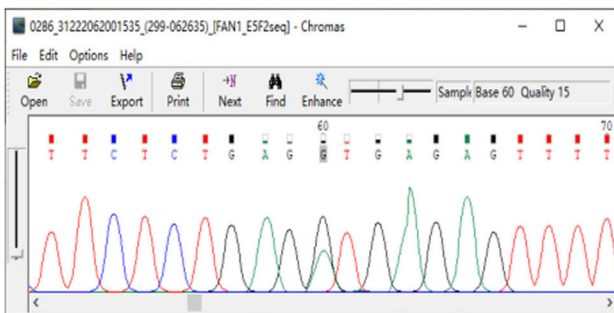 0286_31222062001535_(299-062635)_[FAN1_E5F2seq] - Chromas
File Edit Options Help
Open Save Export Print Next Find Enhance Sample Base 60 Quality 15
60 70
T T C T C T G A G G T G A G A G T T T T